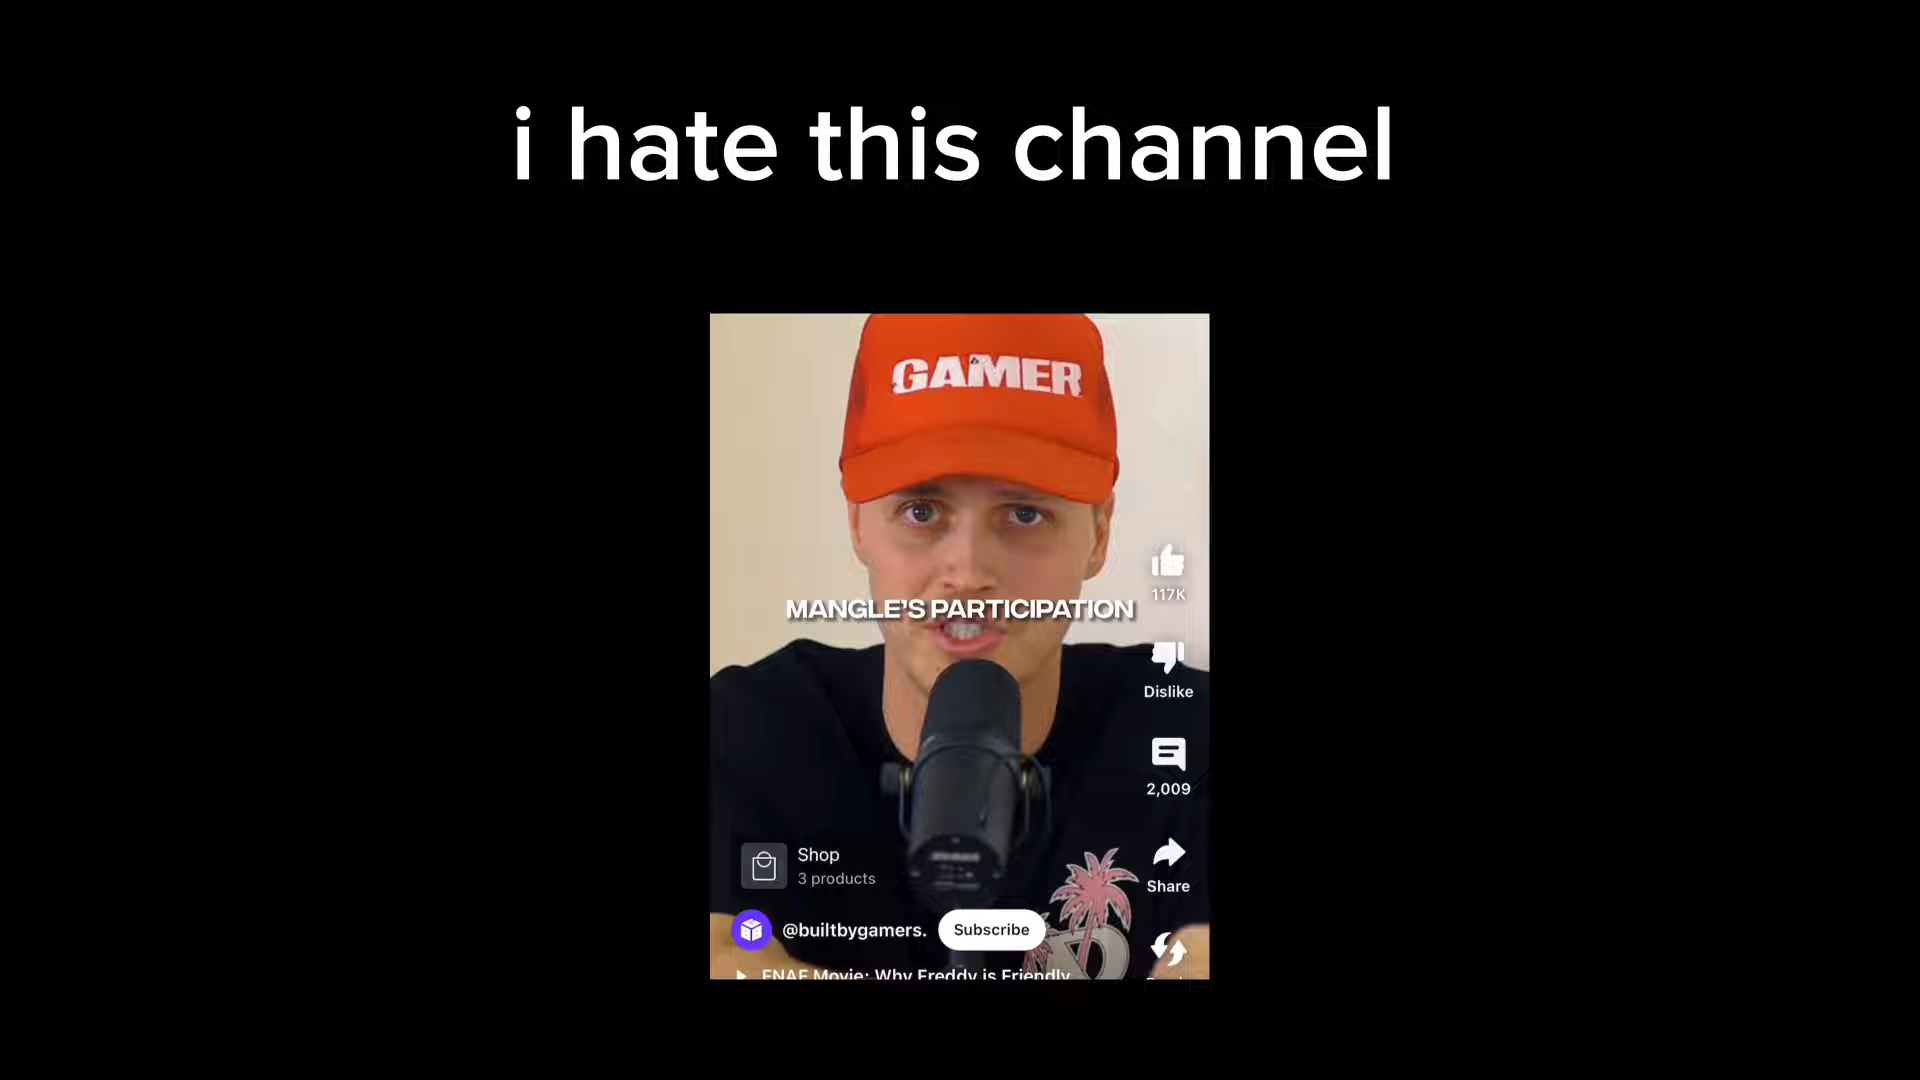 i hate this channel
GAMER
MANGLE'S PARTICIPATION
117K
Dislike
2,009
Shop
3 products
Share
@builtbygamers.
Subscribe
FNAF Movie: Why Freddy is Friendly